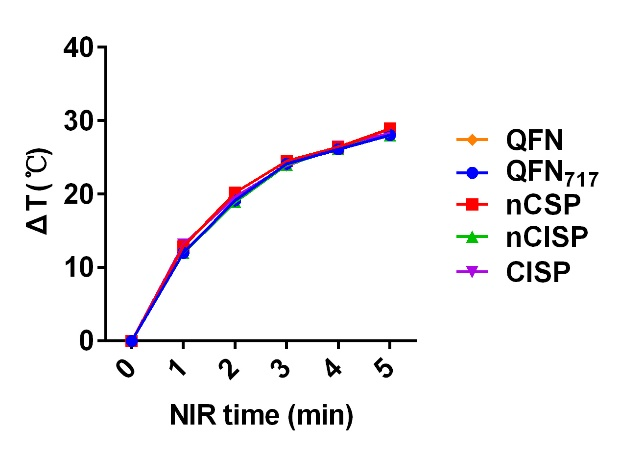 40
30
20
10
0
Δ T (℃)
0 1 2 3 4 5
NIR time (min)
QFN
QFN₇₁₇
nCSP
nCISP
CISP